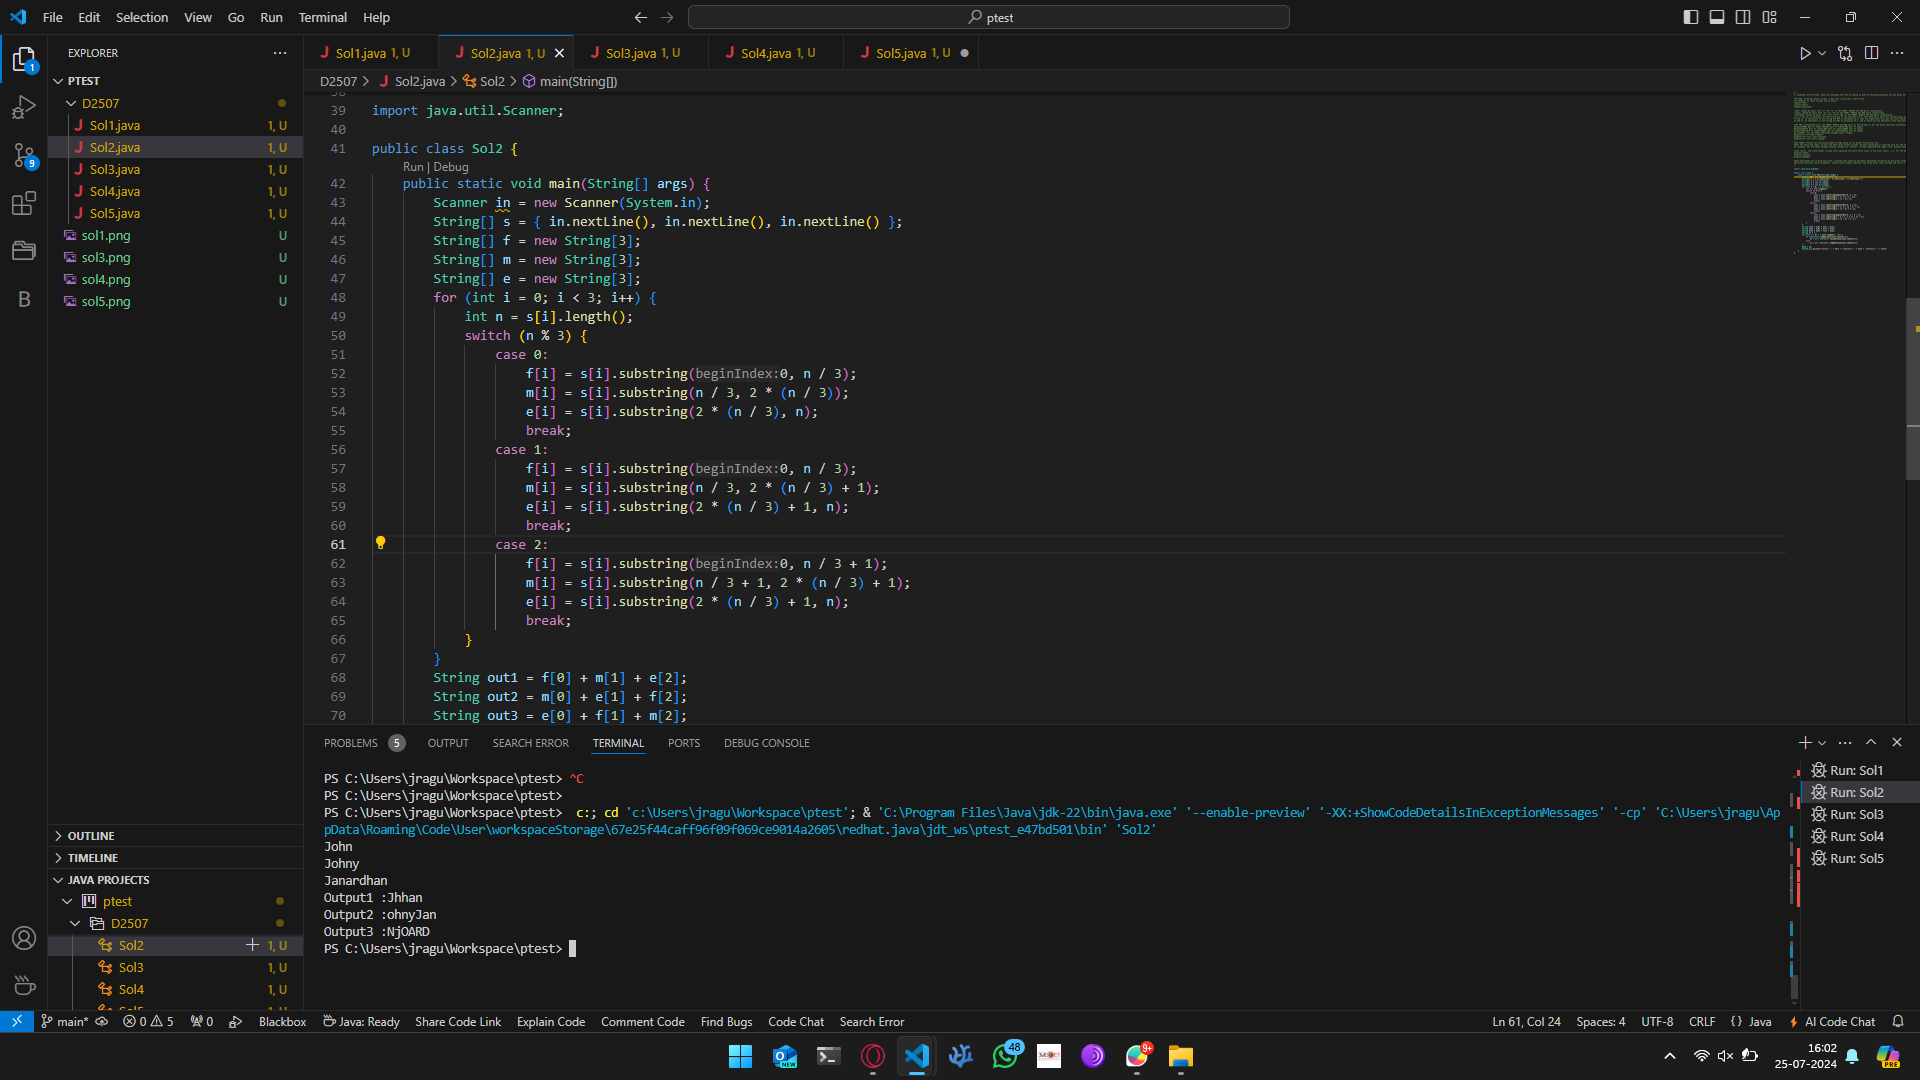 File Edit Selection View Go Run Terminal Help
ptest
EXPLORER
PTEST
D2507
Sol1.java 1, U
Sol2.java 1, U
Sol3.java 1, U
Sol4.java 1, U
Sol5.java 1, U
sol1.png U
sol3.png U
sol4.png U
sol5.png U
OUTLINE
TIMELINE
JAVA PROJECTS
ptest
D2507
Sol2 1, U
Sol3 1, U
Sol4 1, U
1
9
B
Sol1.java 1, U Sol2.java 1, U Sol3.java 1, U Sol4.java 1, U Sol5.java 1, U
D2507 > Sol2.java > Sol2 > main(String[])
39 import java.util.Scanner;
40
41 public class Sol2 {
Run | Debug
42 public static void main(String[] args) {
43 Scanner in = new Scanner(System.in);
44 String[] s = { in.nextLine(), in.nextLine(), in.nextLine() };
45 String[] f = new String[3];
46 String[] m = new String[3];
47 String[] e = new String[3];
48 for (int i = 0; i < 3; i++) {
49 int n = s[i].length();
50 switch (n % 3) {
51 case 0:
52 f[i] = s[i].substring(beginIndex:0, n / 3);
53 m[i] = s[i].substring(n / 3, 2 * (n / 3));
54 e[i] = s[i].substring(2 * (n / 3), n);
55 break;
56 case 1:
57 f[i] = s[i].substring(beginIndex:0, n / 3);
58 m[i] = s[i].substring(n / 3, 2 * (n / 3) + 1);
59 e[i] = s[i].substring(2 * (n / 3) + 1, n);
60 break;
61 case 2:
62 f[i] = s[i].substring(beginIndex:0, n / 3 + 1);
63 m[i] = s[i].substring(n / 3 + 1, 2 * (n / 3) + 1);
64 e[i] = s[i].substring(2 * (n / 3) + 1, n);
65 break;
66 }
67 }
68 String out1 = f[0] + m[1] + e[2];
69 String out2 = m[0] + e[1] + f[2];
70 String out3 = e[0] + f[1] + m[2];
PROBLEMS 5 OUTPUT SEARCH ERROR TERMINAL PORTS DEBUG CONSOLE
PS C:\Users\jragu\Workspace\ptest> ^C
PS C:\Users\jragu\Workspace\ptest>
PS C:\Users\jragu\Workspace\ptest> c:; cd 'c:\Users\jragu\Workspace\ptest'; & 'C:\Program Files\Java\jdk-22\bin\java.exe' '--enable-preview' '-XX:+ShowCodeDetailsInExceptionMessages' '-cp' 'C:\Users\jragu\Ap
pData\Roaming\Code\User\workspaceStorage\67e25f44caff96f09f069ce9014a2605\redhat.java\jdt_ws\ptest_e47bd501\bin' 'Sol2'
John
Johny
Janardhan
Output1 :Jhhan
Output2 :ohnyJan
Output3 :NjOARD
PS C:\Users\jragu\Workspace\ptest>
Run: Sol1
Run: Sol2
Run: Sol3
Run: Sol4
Run: Sol5
main* 0 5 0 Blackbox Java: Ready Share Code Link Explain Code Comment Code Find Bugs Code Chat Search Error Ln 61, Col 24 Spaces: 4 UTF-8 CRLF { } Java AI Code Chat
NEW 48 9+ 16:02 PRE
25-07-2024